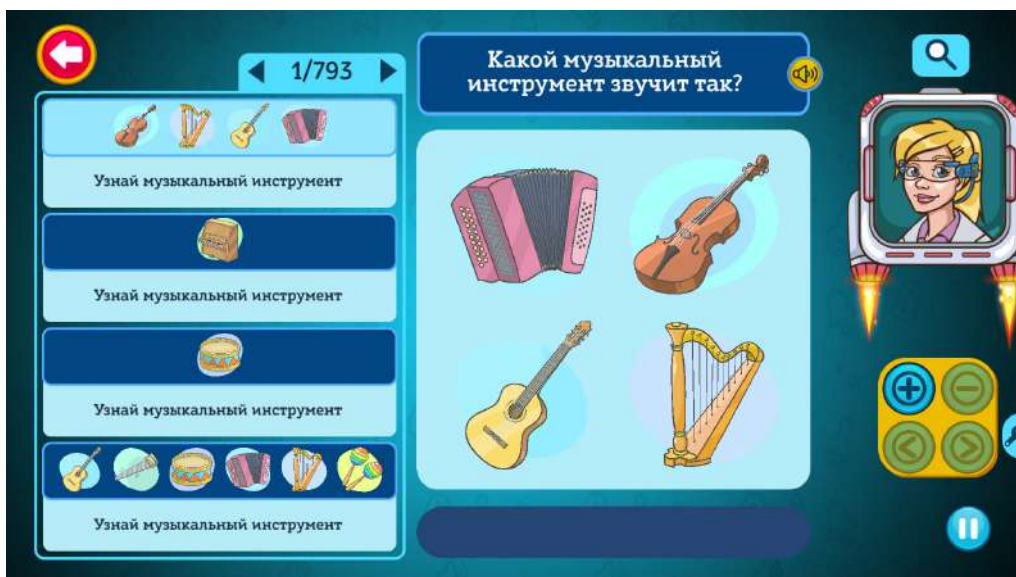 1/793
Узнай музыкальный инструмент
Узнай музыкальный инструмент
Узнай музыкальный инструмент
Узнай музыкальный инструмент
Какой музыкальный
инструмент звучит так?